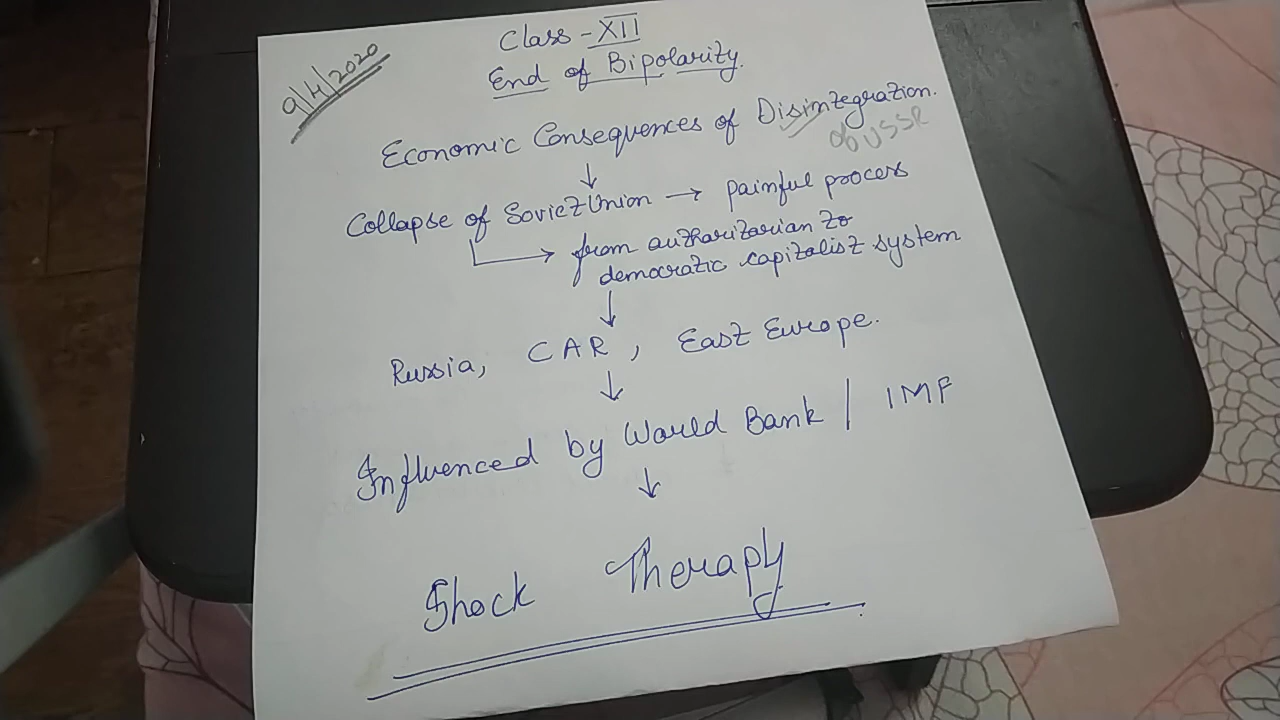 9/4/2020
Class - XII
End of Bipolarity.
Economic Consequences of Disintegration.
of USSR
↓
Collapse of Soviet Union → painful process
→ from autharitarian to
democratic capitalist system
↓
Russia, CAR, East Europe.
↓
Influenced by World Bank / IMF
↓
Shock Therapy